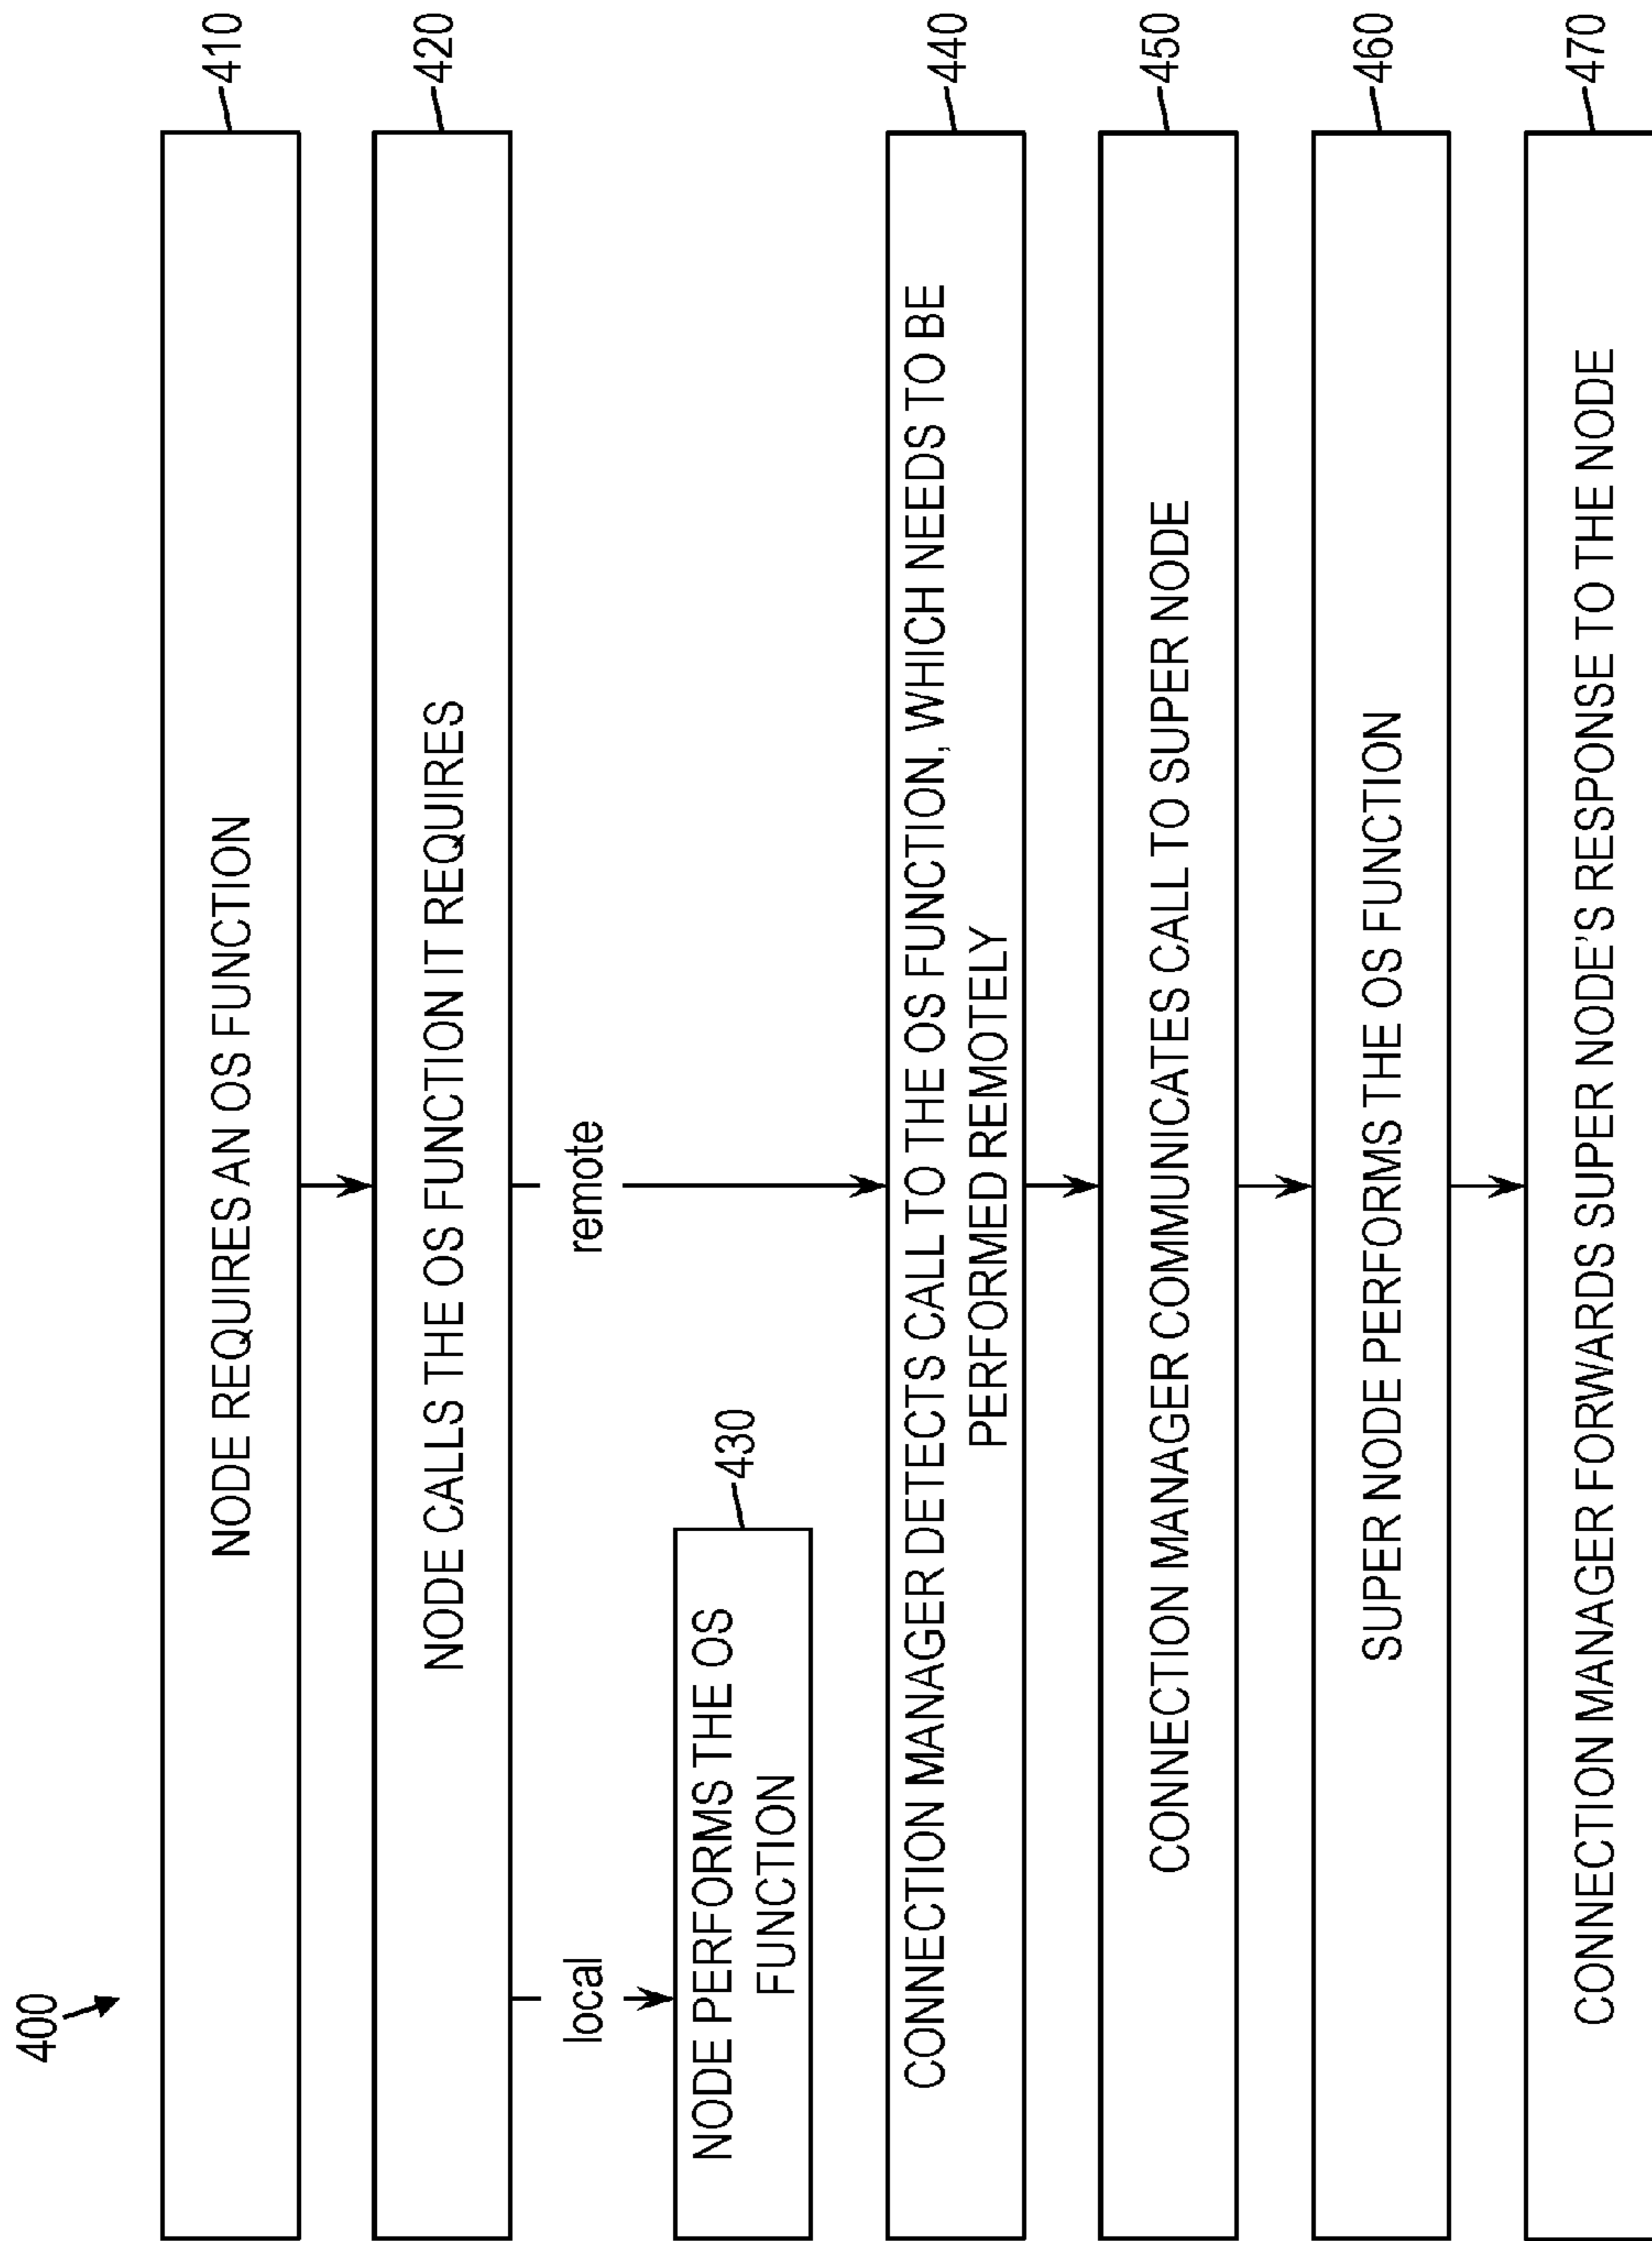 400
NODE REQUIRES AN OS FUNCTION
410
NODE CALLS THE OS FUNCTION IT REQUIRES
420
local
remote
NODE PERFORMS THE OS
FUNCTION
430
CONNECTION MANAGER DETECTS CALL TO THE OS FUNCTION, WHICH NEEDS TO BE
PERFORMED REMOTELY
440
CONNECTION MANAGER COMMUNICATES CALL TO SUPER NODE
450
SUPER NODE PERFORMS THE OS FUNCTION
460
CONNECTION MANAGER FORWARDS SUPER NODE'S RESPONSE TO THE NODE
470